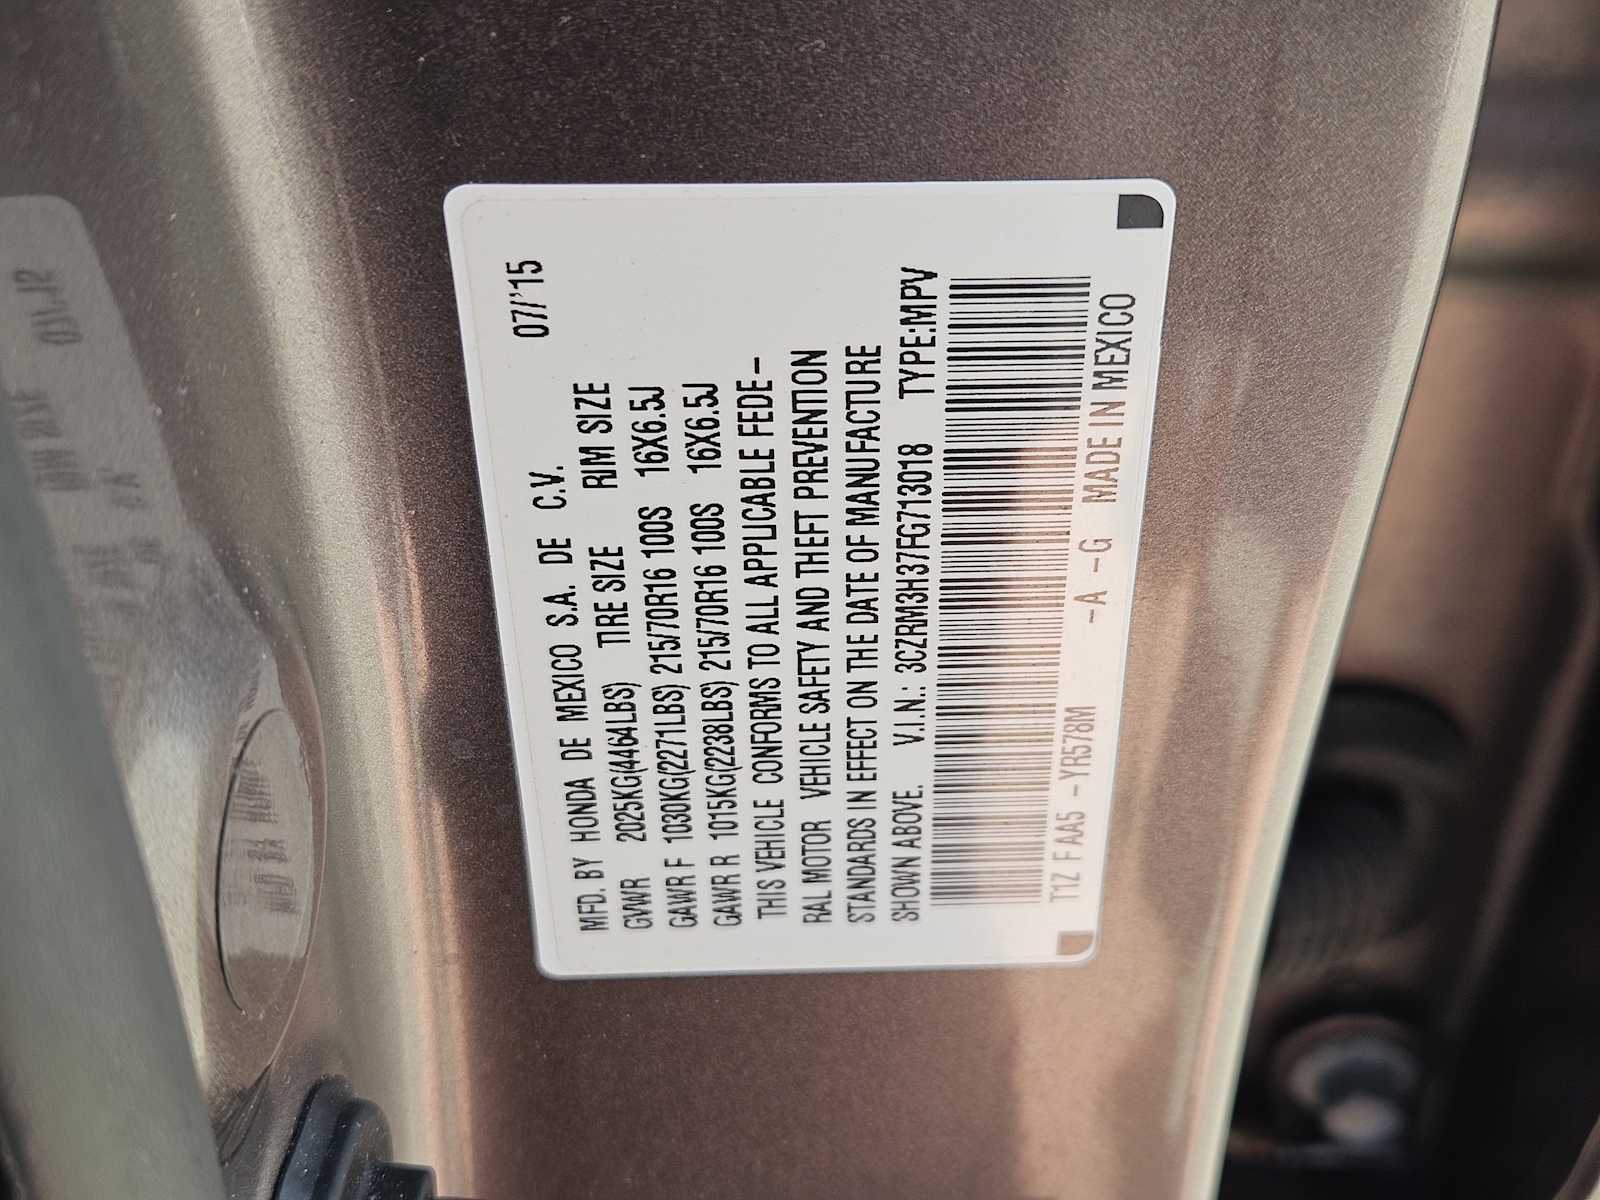 MFD. BY HONDA DE MEXICO S.A. DE C.V. 07/'15
GVWR 2025KG(4464LBS) TIRE SIZE RIM SIZE
GAWR F 1030KG(2271LBS) 215/70R16 100S 16X6.5J
GAWR R 1015KG(2238LBS) 215/70R16 100S 16X6.5J
THIS VEHICLE CONFORMS TO ALL APPLICABLE FEDE-
RAL MOTOR VEHICLE SAFETY AND THEFT PREVENTION
STANDARDS IN EFFECT ON THE DATE OF MANUFACTURE
SHOWN ABOVE. V.I.N.: 3CZRM3H37FG713018 TYPE:MPV
T1Z F AA5 -YR578M -A -G MADE IN MEXICO